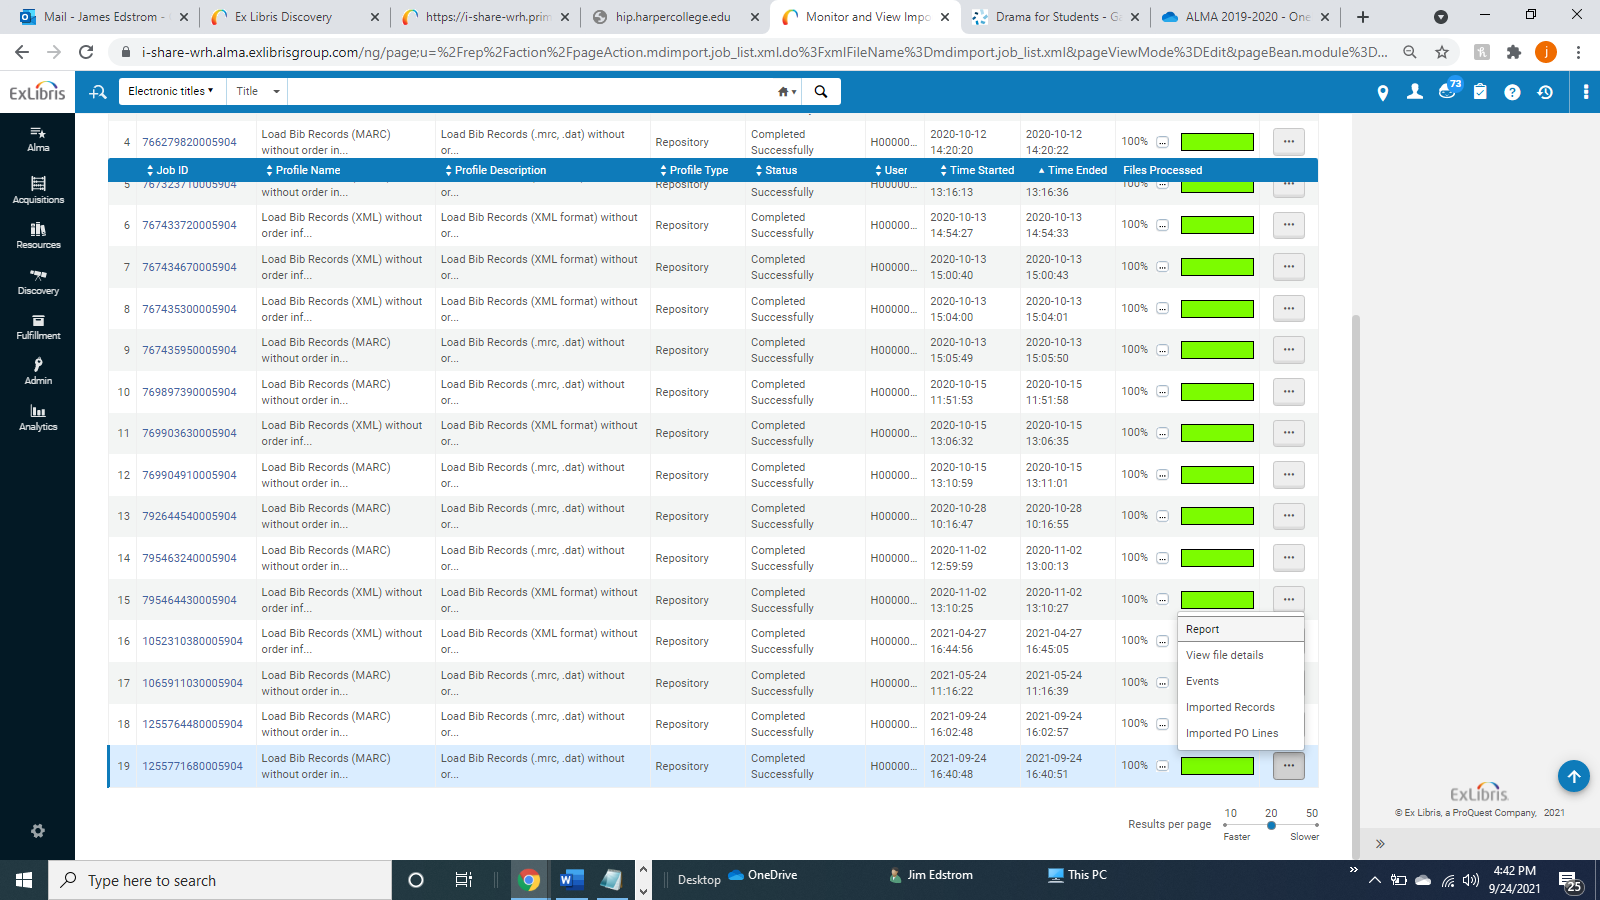 Mail - James Edstrom - H
Ex Libris Discovery
https://i-share-wrh.prim
hip.harpercollege.edu
Monitor and View Impo
Drama for Students - Ga
ALMA 2019-2020 - One
i-share-wrh.alma.exlibrisgroup.com/ng/page;u=%2Frep%2Faction%2FpageAction.mdimport.job_list.xml.do%3FxmlFileName%3Dmdimport.job_list.xml&pageViewMode%3DEdit&pageBean.module%3D...
j
ExLibris
Electronic titles
Title
73
Alma
Acquisitions
Resources
Discovery
Fulfillment
Admin
Analytics
4 766279820005904 Load Bib Records (MARC) without order in... Load Bib Records (.mrc, .dat) without or... Repository Completed Successfully H00000... 2020-10-12 14:20:20 2020-10-12 14:20:22 100%
Job ID Profile Name Profile Description Profile Type Status User Time Started Time Ended Files Processed
5 767323710005904 without order in... or... Repository Successfully H00000... 13:16:13 13:16:36 100%
6 767433720005904 Load Bib Records (XML) without order inf... Load Bib Records (XML format) without or... Repository Completed Successfully H00000... 2020-10-13 14:54:27 2020-10-13 14:54:33 100%
7 767434670005904 Load Bib Records (XML) without order inf... Load Bib Records (XML format) without or... Repository Completed Successfully H00000... 2020-10-13 15:00:40 2020-10-13 15:00:43 100%
8 767435300005904 Load Bib Records (XML) without order inf... Load Bib Records (XML format) without or... Repository Completed Successfully H00000... 2020-10-13 15:04:00 2020-10-13 15:04:01 100%
9 767435950005904 Load Bib Records (MARC) without order in... Load Bib Records (.mrc, .dat) without or... Repository Completed Successfully H00000... 2020-10-13 15:05:49 2020-10-13 15:05:50 100%
10 769897390005904 Load Bib Records (MARC) without order in... Load Bib Records (.mrc, .dat) without or... Repository Completed Successfully H00000... 2020-10-15 11:51:53 2020-10-15 11:51:58 100%
11 769903630005904 Load Bib Records (XML) without order inf... Load Bib Records (XML format) without or... Repository Completed Successfully H00000... 2020-10-15 13:06:32 2020-10-15 13:06:35 100%
12 769904910005904 Load Bib Records (MARC) without order in... Load Bib Records (.mrc, .dat) without or... Repository Completed Successfully H00000... 2020-10-15 13:10:59 2020-10-15 13:11:01 100%
13 792644540005904 Load Bib Records (MARC) without order in... Load Bib Records (.mrc, .dat) without or... Repository Completed Successfully H00000... 2020-10-28 10:16:47 2020-10-28 10:16:55 100%
14 795463240005904 Load Bib Records (MARC) without order in... Load Bib Records (.mrc, .dat) without or... Repository Completed Successfully H00000... 2020-11-02 12:59:59 2020-11-02 13:00:13 100%
15 795464430005904 Load Bib Records (XML) without order inf... Load Bib Records (XML format) without or... Repository Completed Successfully H00000... 2020-11-02 13:10:25 2020-11-02 13:10:27 100%
16 1052310380005904 Load Bib Records (XML) without order inf... Load Bib Records (XML format) without or... Repository Completed Successfully H00000... 2021-04-27 16:44:56 2021-04-27 16:45:05 100%
17 1065911030005904 Load Bib Records (MARC) without order in... Load Bib Records (.mrc, .dat) without or... Repository Completed Successfully H00000... 2021-05-24 11:16:22 2021-05-24 11:16:39 100%
18 1255764480005904 Load Bib Records (MARC) without order in... Load Bib Records (.mrc, .dat) without or... Repository Completed Successfully H00000... 2021-09-24 16:02:48 2021-09-24 16:02:57 100%
19 1255771680005904 Load Bib Records (MARC) without order in... Load Bib Records (.mrc, .dat) without or... Repository Completed Successfully H00000... 2021-09-24 16:40:48 2021-09-24 16:40:51 100%
Report
View file details
Events
Imported Records
Imported PO Lines
Results per page 10 20 50
Faster Slower
ExLibris
© Ex Libris, a ProQuest Company, 2021
Type here to search
Desktop
OneDrive
Jim Edstrom
This PC
4:42 PM
9/24/2021
25